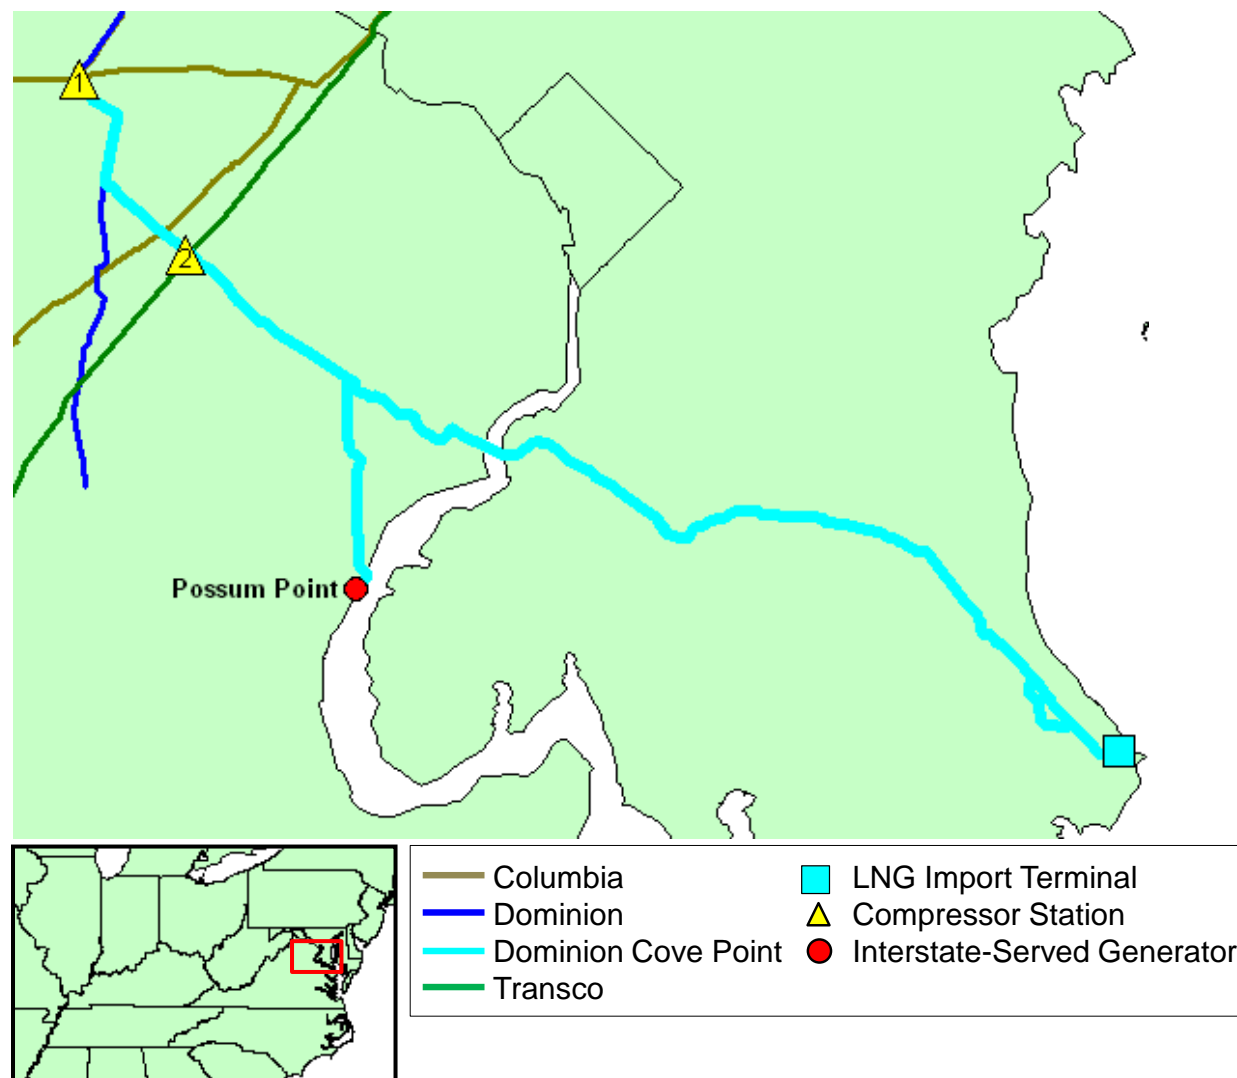 1
2
Possum Point
Columbia
Dominion
Dominion Cove Point
Transco
LNG Import Terminal
Compressor Station
Interstate-Served Generator